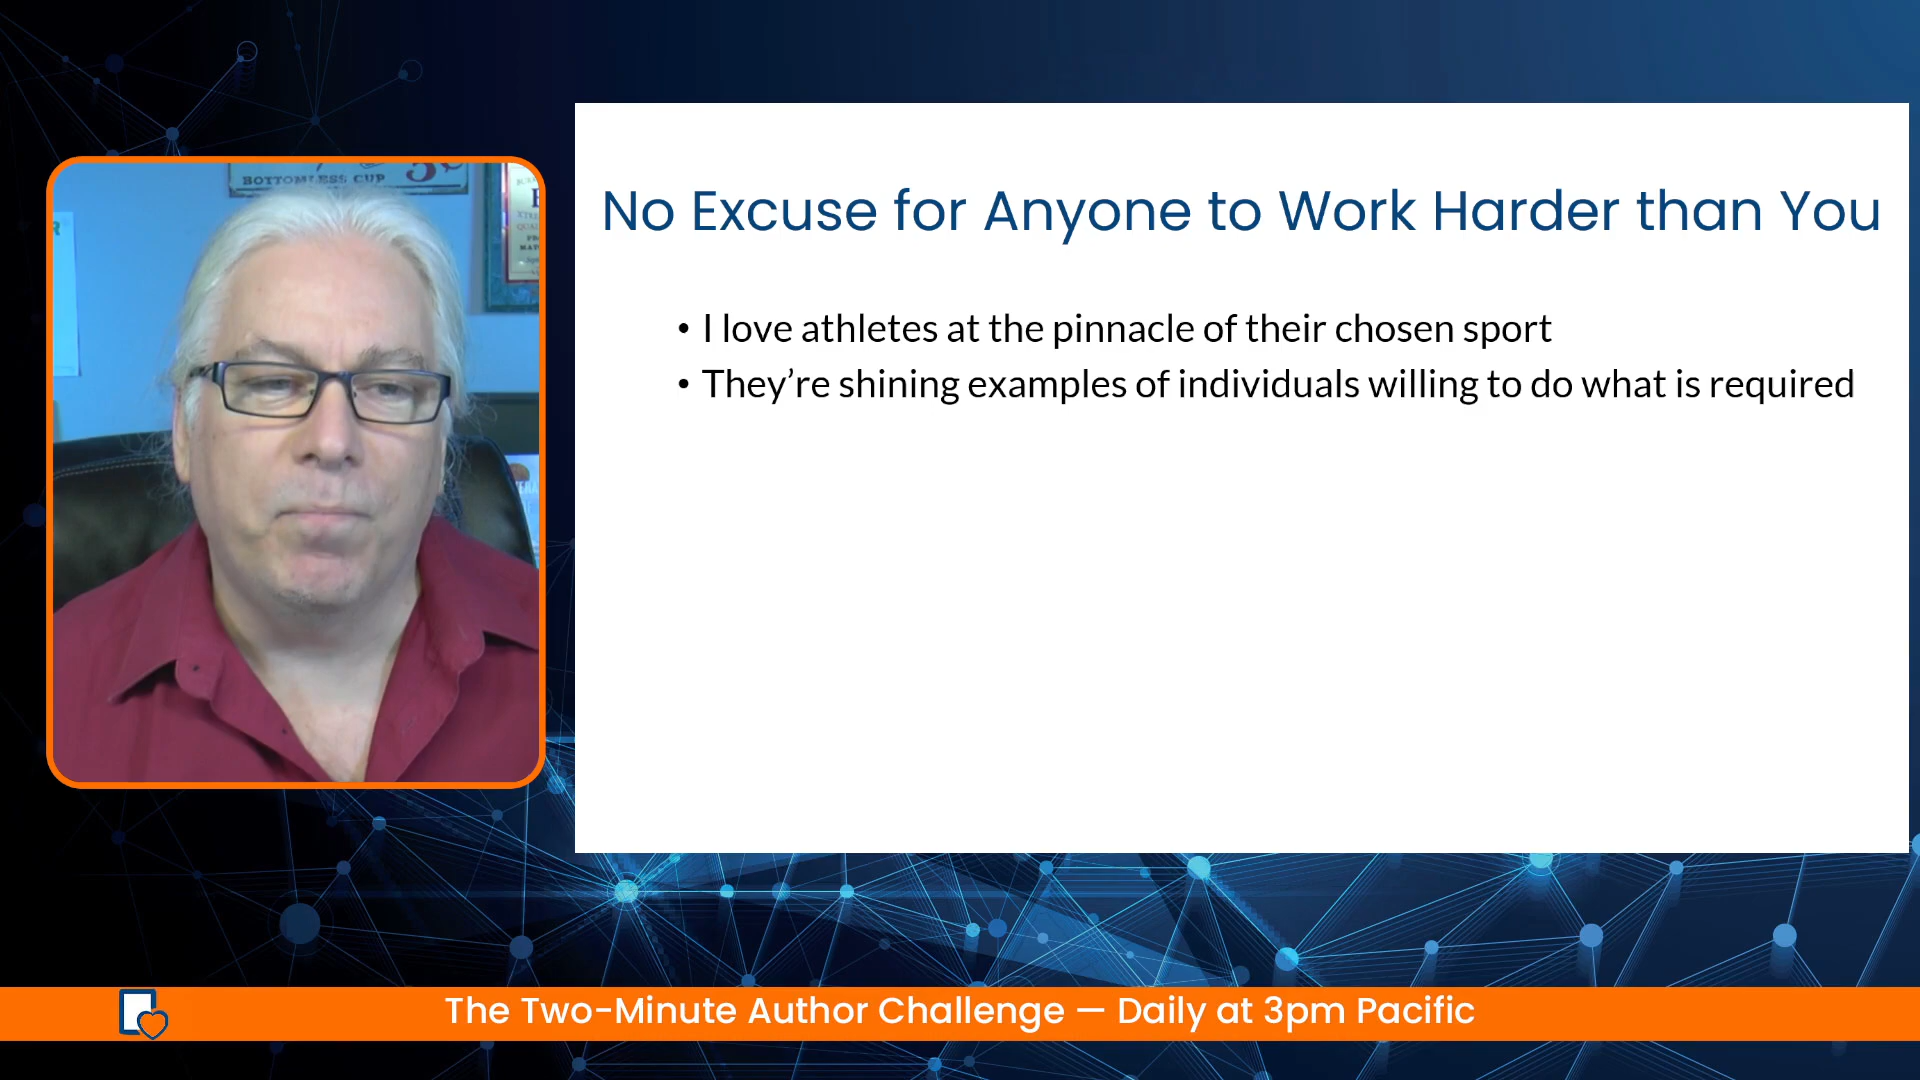 BOTTOMLESS CUP
No Excuse for Anyone to Work Harder than You
• I love athletes at the pinnacle of their chosen sport
• They’re shining examples of individuals willing to do what is required
The Two-Minute Author Challenge — Daily at 3pm Pacific